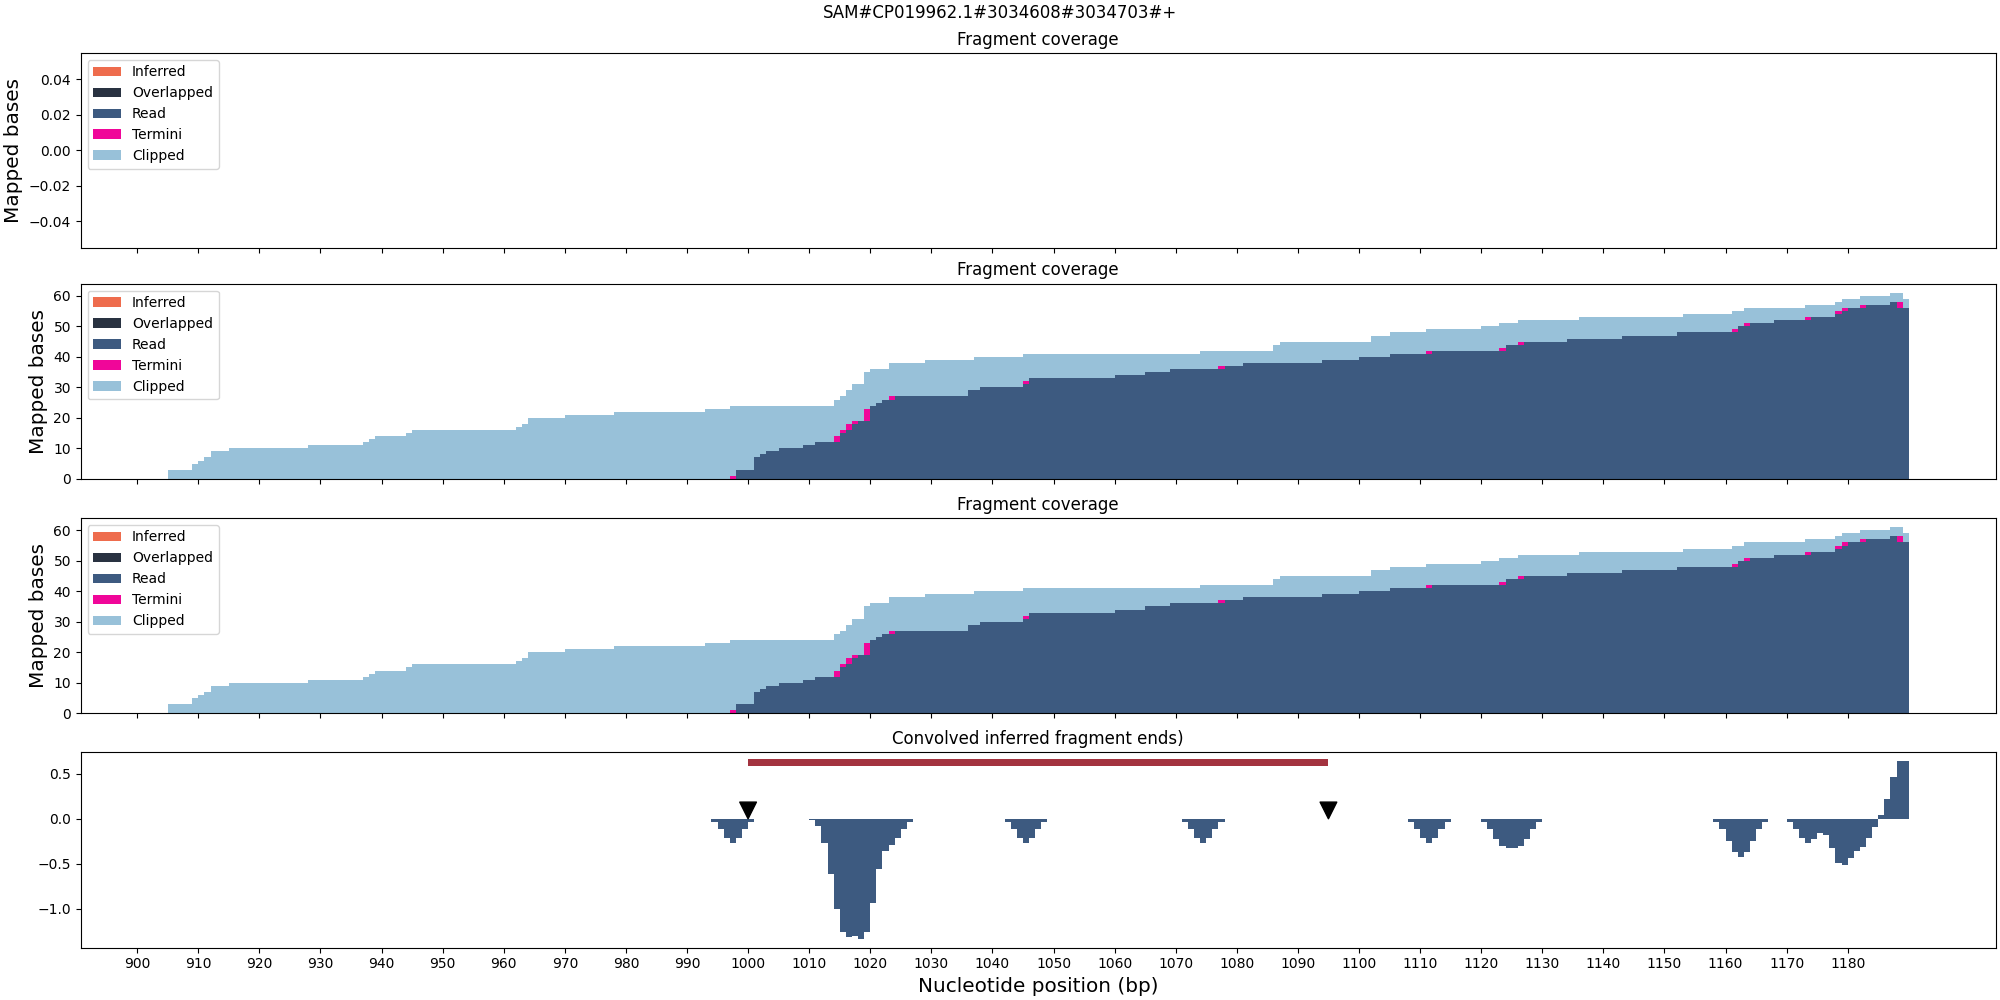 SAM#CP019962.1#3034608#3034703#+
Fragment coverage
Mapped bases
0.04
0.02
0.00
−0.02
−0.04
Inferred
Overlapped
Read
Termini
Clipped
Fragment coverage
Mapped bases
60
50
40
30
20
10
0
Inferred
Overlapped
Read
Termini
Clipped
Fragment coverage
Mapped bases
60
50
40
30
20
10
0
Inferred
Overlapped
Read
Termini
Clipped
Convolved inferred fragment ends)
0.5
0.0
−0.5
−1.0
900 910 920 930 940 950 960 970 980 990 1000 1010 1020 1030 1040 1050 1060 1070 1080 1090 1100 1110 1120 1130 1140 1150 1160 1170 1180
Nucleotide position (bp)